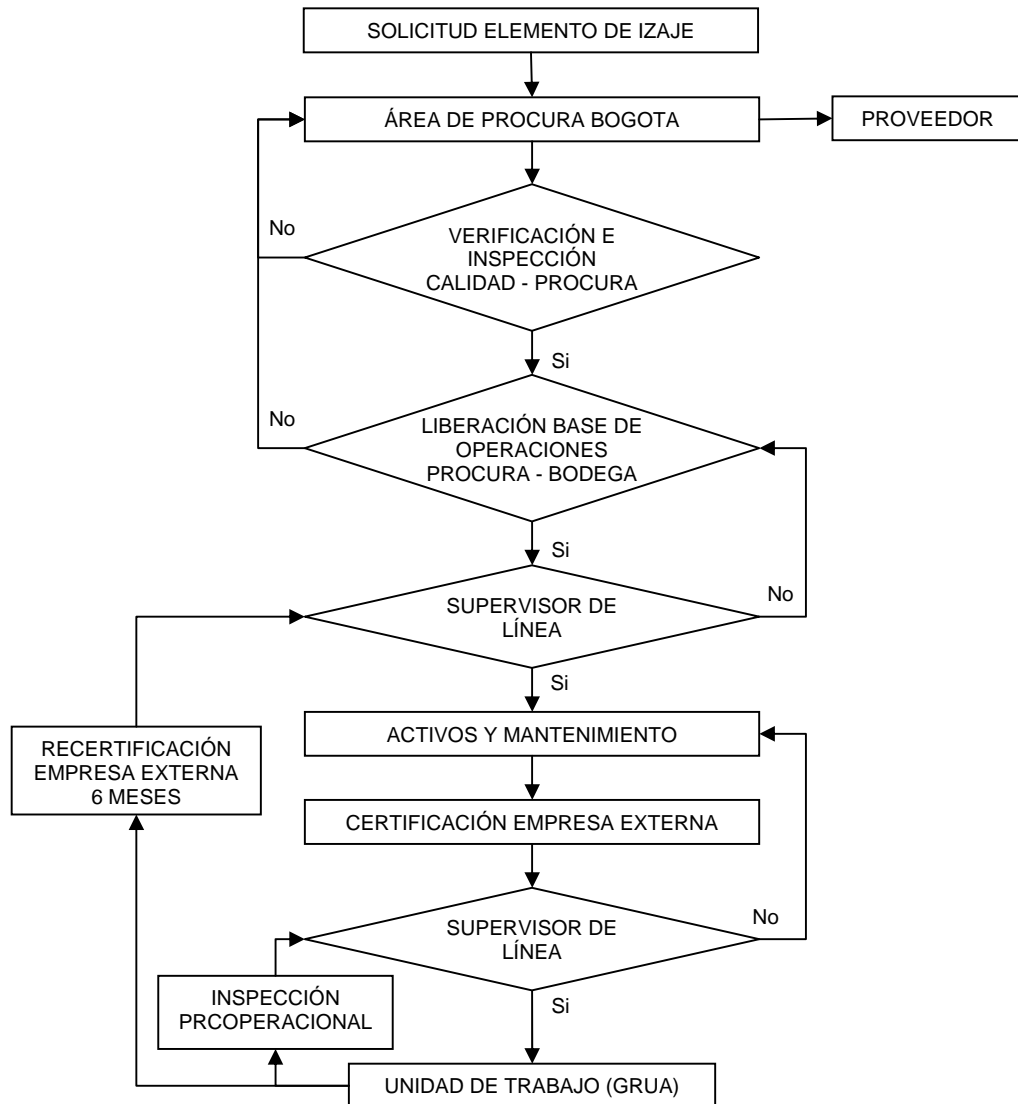 SOLICITUD ELEMENTO DE IZAJE
ÁREA DE PROCURA BOGOTA
PROVEEDOR
No
VERIFICACIÓN E
INSPECCIÓN
CALIDAD - PROCURA
Si
No
LIBERACIÓN BASE DE
OPERACIONES
PROCURA - BODEGA
Si
SUPERVISOR DE
LÍNEA
No
Si
ACTIVOS Y MANTENIMIENTO
RECERTIFICACIÓN
EMPRESA EXTERNA
6 MESES
CERTIFICACIÓN EMPRESA EXTERNA
SUPERVISOR DE
LÍNEA
No
Si
INSPECCIÓN
PRCOPERACIONAL
UNIDAD DE TRABAJO (GRUA)